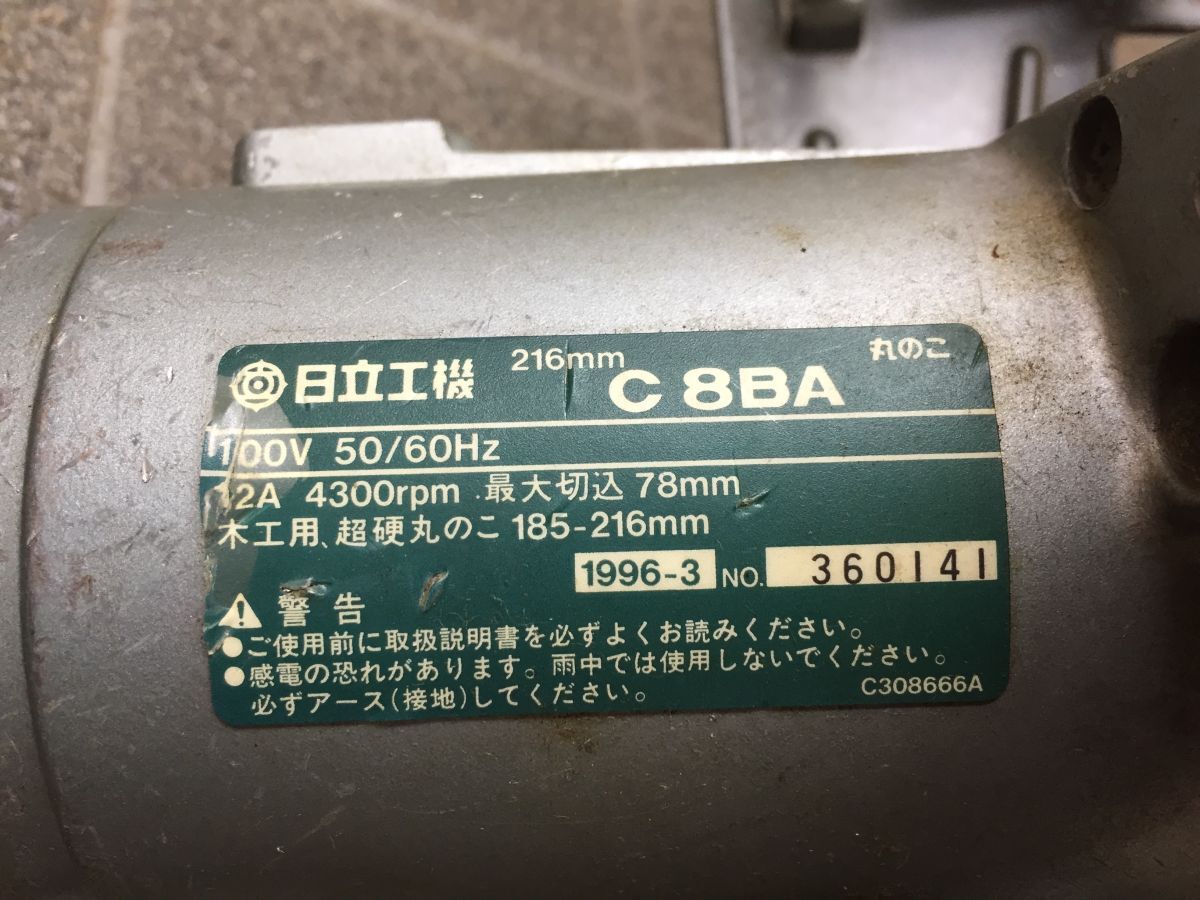 日立工機 216mm C 8BA 丸のこ
100V 50/60Hz
12A 4300rpm 最大切込 78mm
木工用、超硬丸のこ 185-216mm
1996-3 NO. 360141
警告
●ご使用前に取扱説明書を必ずよくお読みください。
●感電の恐れがあります。雨中では使用しないでください。
必ずアース(接地)してください。
C308666A